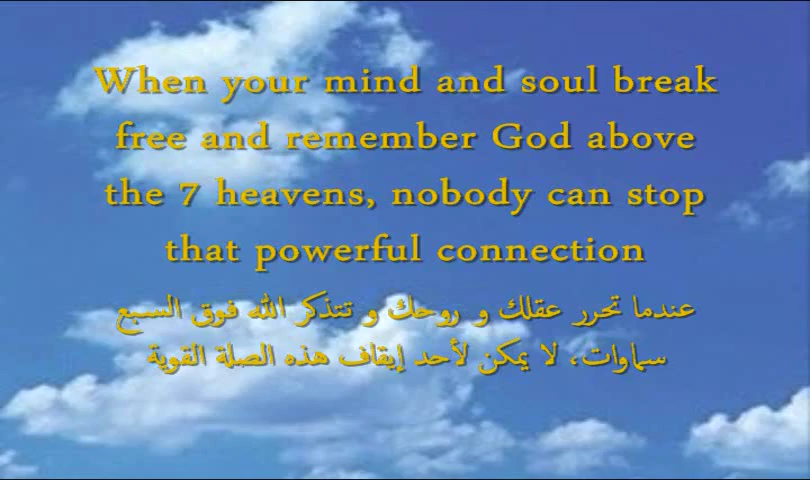 When your mind and soul break
free and remember God above
the 7 heavens, nobody can stop
that powerful connection
عندما تحرر عقلك و روحك و تتذكر الله فوق السبع
سماوات، لا يمكن لأحد إيقاف هذه الصلة القوية